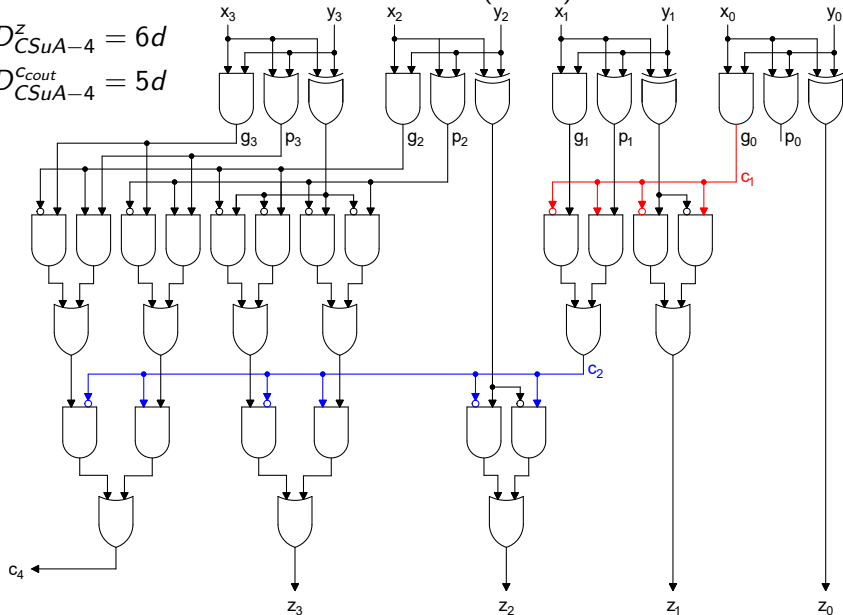 x₃ y₃ x₂ y₂ x₁ y₁ x₀ y₀
D^z_{CSuA−4} = 6d
D^{c_{cout}}_{CSuA−4} = 5d
g₃ p₃ g₂ p₂ g₁ p₁ g₀ p₀
c₁
c₂
c₄
z₃ z₂ z₁ z₀